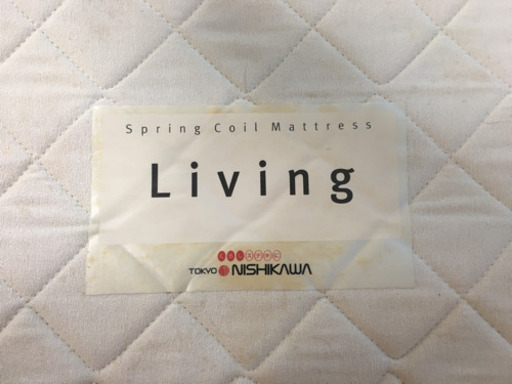 Spring Coil Mattress
Living
TOKYO NISHIKAWA